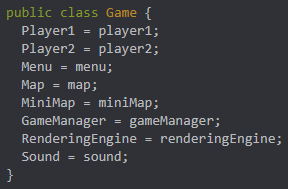 public class Game {
  Player1 = player1;
  Player2 = player2;
  Menu = menu;
  Map = map;
  MiniMap = miniMap;
  GameManager = gameManager;
  RenderingEngine = renderingEngine;
  Sound = sound;
}